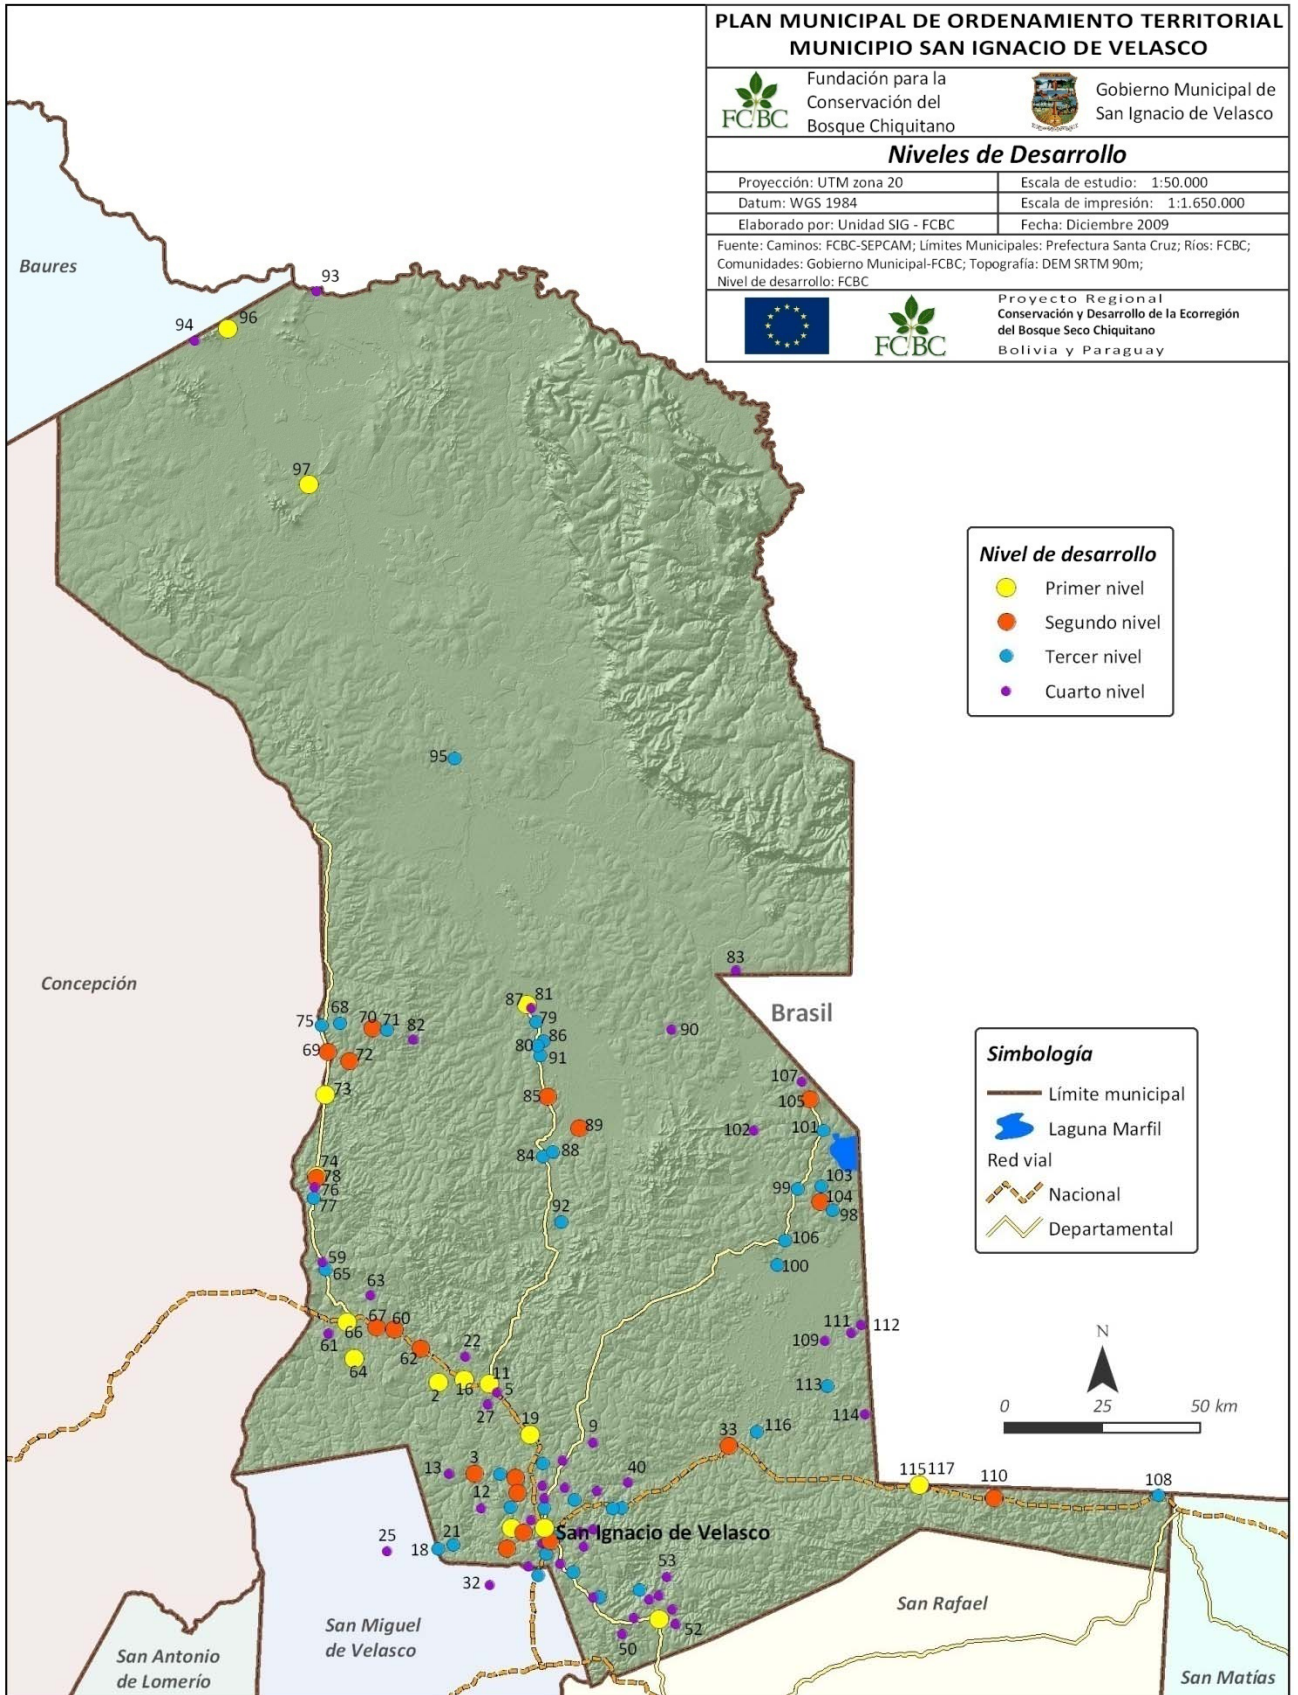 PLAN MUNICIPAL DE ORDENAMIENTO TERRITORIAL
MUNICIPIO SAN IGNACIO DE VELASCO
FCBC
Fundación para la
Conservación del
Bosque Chiquitano
Gobierno Municipal de
San Ignacio de Velasco
Niveles de Desarrollo
Proyección: UTM zona 20
Escala de estudio: 1:50.000
Datum: WGS 1984
Escala de impresión: 1:1.650.000
Elaborado por: Unidad SIG - FCBC
Fecha: Diciembre 2009
Fuente: Caminos: FCBC-SEPCAM; Límites Municipales: Prefectura Santa Cruz; Ríos: FCBC;
Comunidades: Gobierno Municipal-FCBC; Topografía: DEM SRTM 90m;
Nivel de desarrollo: FCBC
FCBC
Proyecto Regional
Conservación y Desarrollo de la Ecorregión
del Bosque Seco Chiquitano
Bolivia y Paraguay
Baures
93
94
96
97
Nivel de desarrollo
Primer nivel
Segundo nivel
Tercer nivel
Cuarto nivel
95
Concepción
83
Brasil
87
81
79
86
80
91
90
75
68
70
71
82
69
72
73
85
89
107
105
101
102
84
88
74
78
76
77
92
99
103
104
98
106
100
Simbología
Límite municipal
Laguna Marfil
Red vial
Nacional
Departamental
59
65
63
67
60
66
61
64
62
22
11
2
16
5
27
111
112
109
113
114
N
0
25
50 km
19
9
33
116
3
13
40
12
115
117
110
108
San Ignacio de Velasco
25
18
21
32
53
52
50
San Miguel
de Velasco
San Antonio
de Lomerío
San Rafael
San Matías